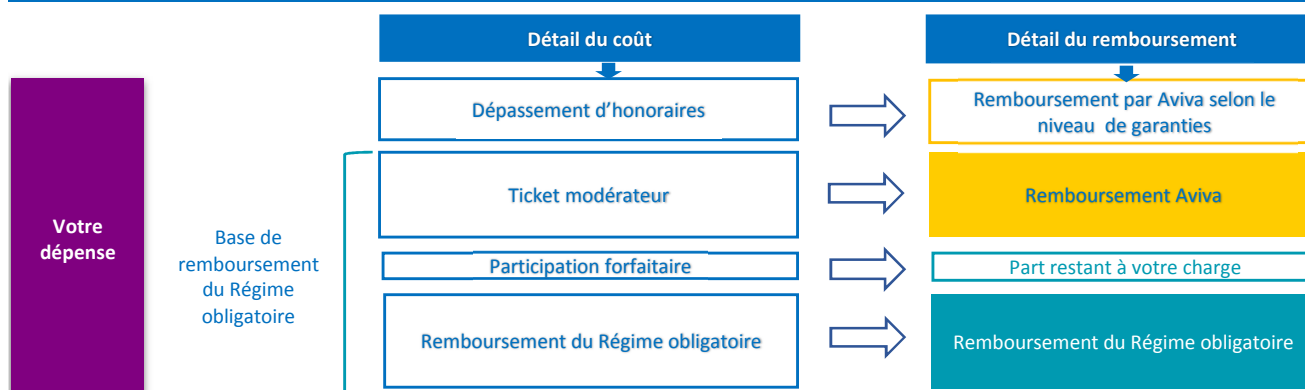 Détail du coût
Détail du remboursement
Dépassement d’honoraires
Remboursement par Aviva selon le
niveau de garanties
Ticket modérateur
Remboursement Aviva
Votre
dépense
Base de
remboursement
du Régime
obligatoire
Participation forfaitaire
Part restant à votre charge
Remboursement du Régime obligatoire
Remboursement du Régime obligatoire